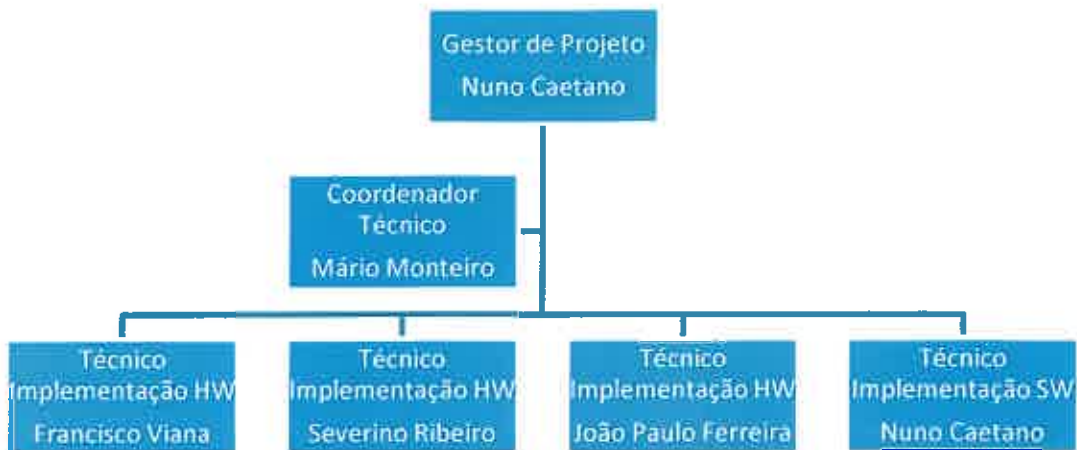 Gestor de Projeto
Nuno Caetano
Coordenador
Técnico
Mário Monteiro
Técnico
Implementação HW
Francisco Viana
Técnico
Implementação HW
Severino Ribeiro
Técnico
Implementação HW
João Paulo Ferreira
Técnico
Implementação SW
Nuno Caetano